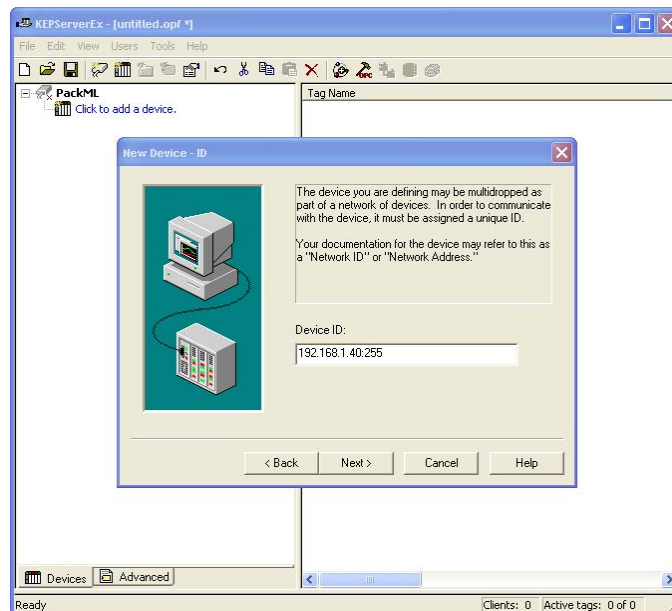 KEPServerEx - [untitled.opf *]
File Edit View Users Tools Help
PackML
Click to add a device.
Tag Name
New Device - ID
The device you are defining may be multidropped as
part of a network of devices. In order to communicate
with the device, it must be assigned a unique ID.
Your documentation for the device may refer to this as
a "Network ID" or "Network Address."
Device ID:
192.168.1.40:255
< Back Next > Cancel Help
Devices Advanced
Ready
Clients: 0 Active tags: 0 of 0